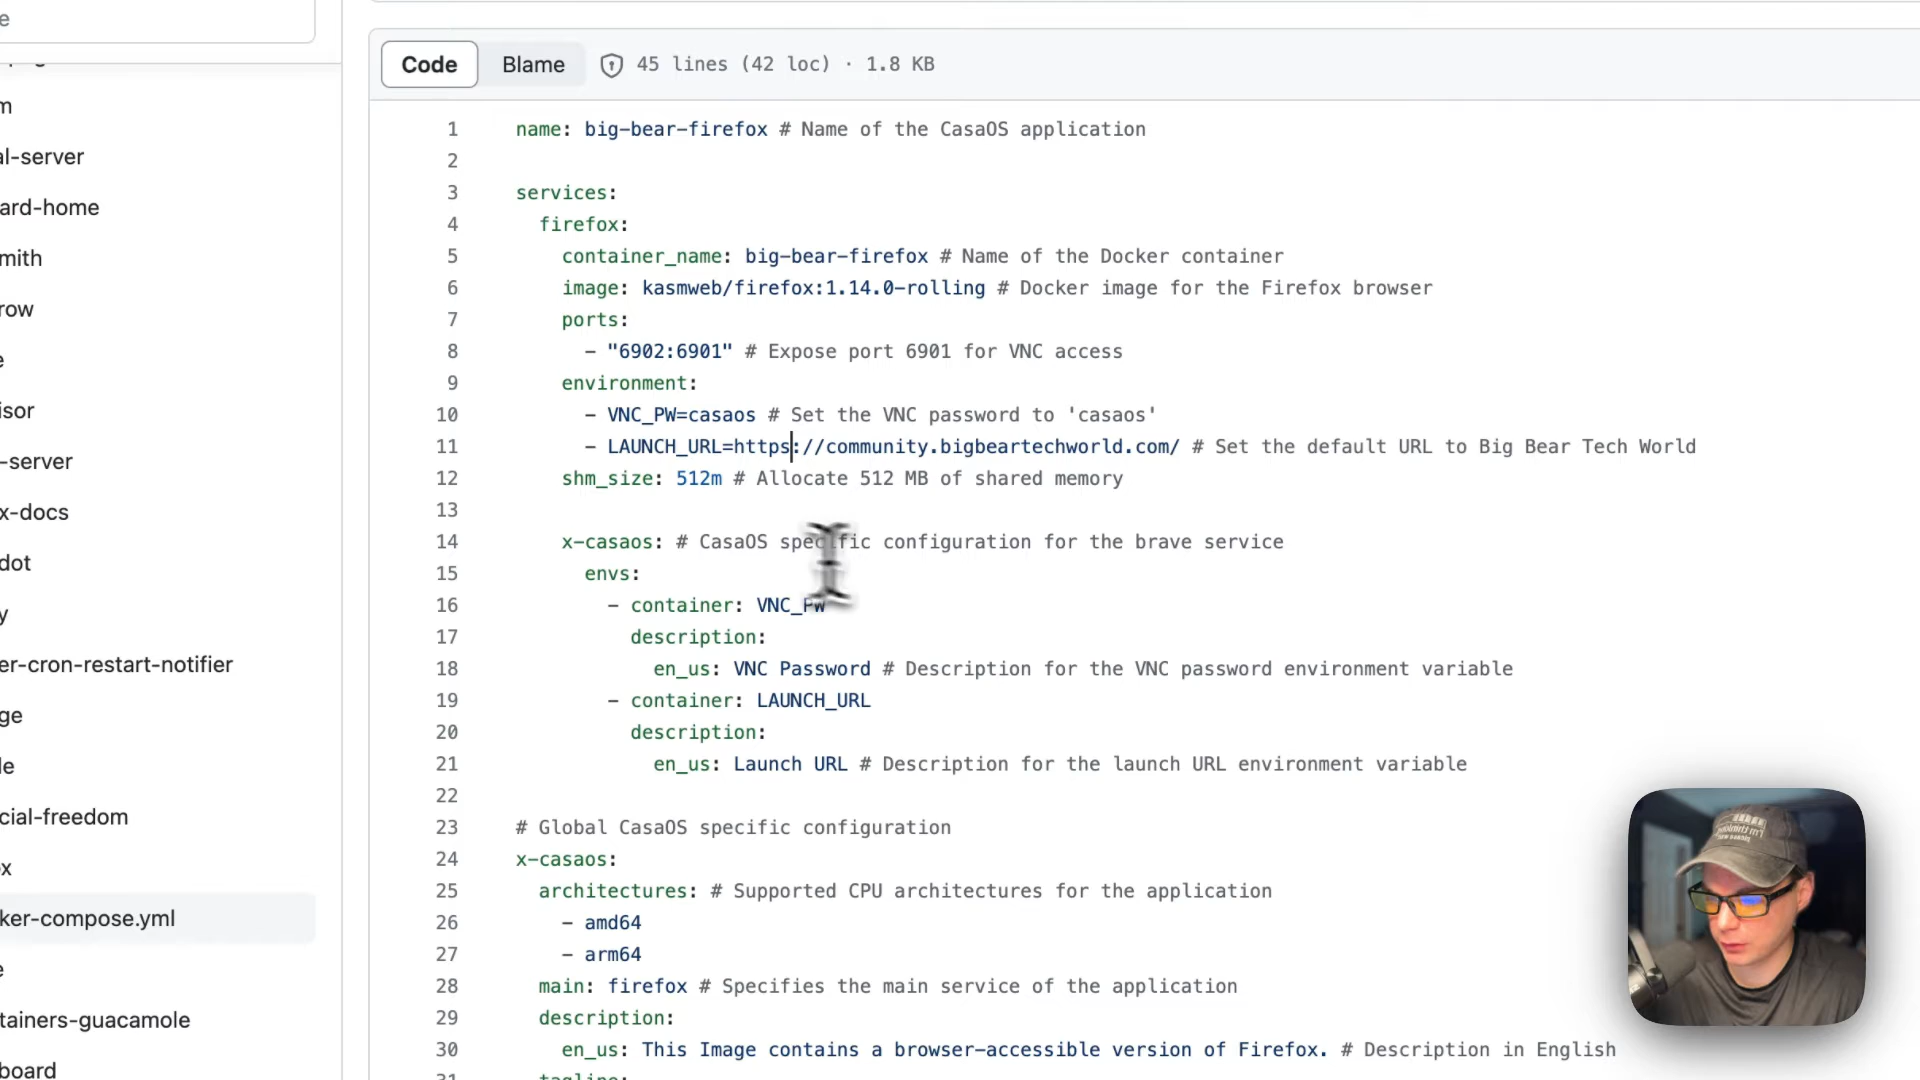 e
m
al-server
ard-home
mith
row
e
isor
-server
x-docs
dot
y
er-cron-restart-notifier
ge
le
cial-freedom
x
ker-compose.yml
e
tainers-guacamole
board
Code Blame 45 lines (42 loc) · 1.8 KB
1 name: big-bear-firefox # Name of the CasaOS application
2
3 services:
4 firefox:
5 container_name: big-bear-firefox # Name of the Docker container
6 image: kasmweb/firefox:1.14.0-rolling # Docker image for the Firefox browser
7 ports:
8 - "6902:6901" # Expose port 6901 for VNC access
9 environment:
10 - VNC_PW=casaos # Set the VNC password to 'casaos'
11 - LAUNCH_URL=https://community.bigbeartechworld.com/ # Set the default URL to Big Bear Tech World
12 shm_size: 512m # Allocate 512 MB of shared memory
13
14 x-casaos: # CasaOS specific configuration for the brave service
15 envs:
16 - container: VNC_PW
17 description:
18 en_us: VNC Password # Description for the VNC password environment variable
19 - container: LAUNCH_URL
20 description:
21 en_us: Launch URL # Description for the launch URL environment variable
22
23 # Global CasaOS specific configuration
24 x-casaos:
25 architectures: # Supported CPU architectures for the application
26 - amd64
27 - arm64
28 main: firefox # Specifies the main service of the application
29 description:
30 en_us: This Image contains a browser-accessible version of Firefox. # Description in English
31 tagline: